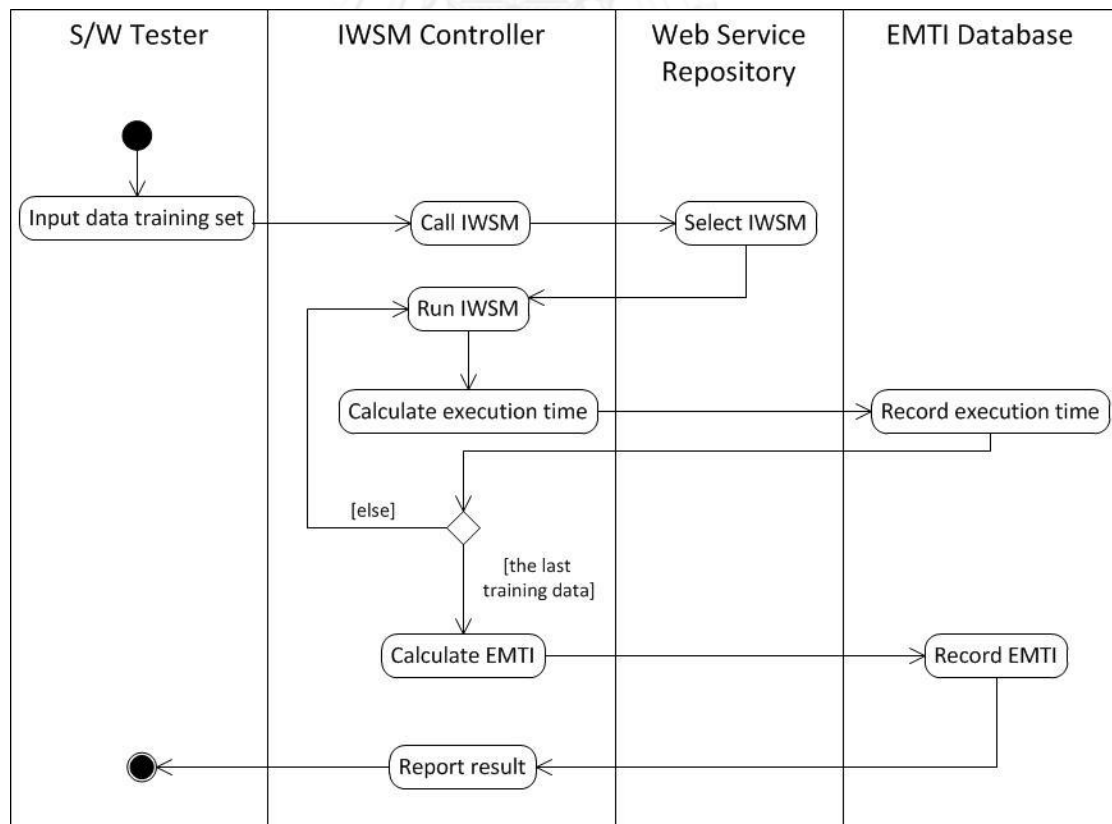 S/W Tester
IWSM Controller
Web Service
Repository
EMTI Database
Input data training set
Call IWSM
Select IWSM
Run IWSM
Calculate execution time
Record execution time
[else]
[the last
training data]
Calculate EMTI
Record EMTI
Report result